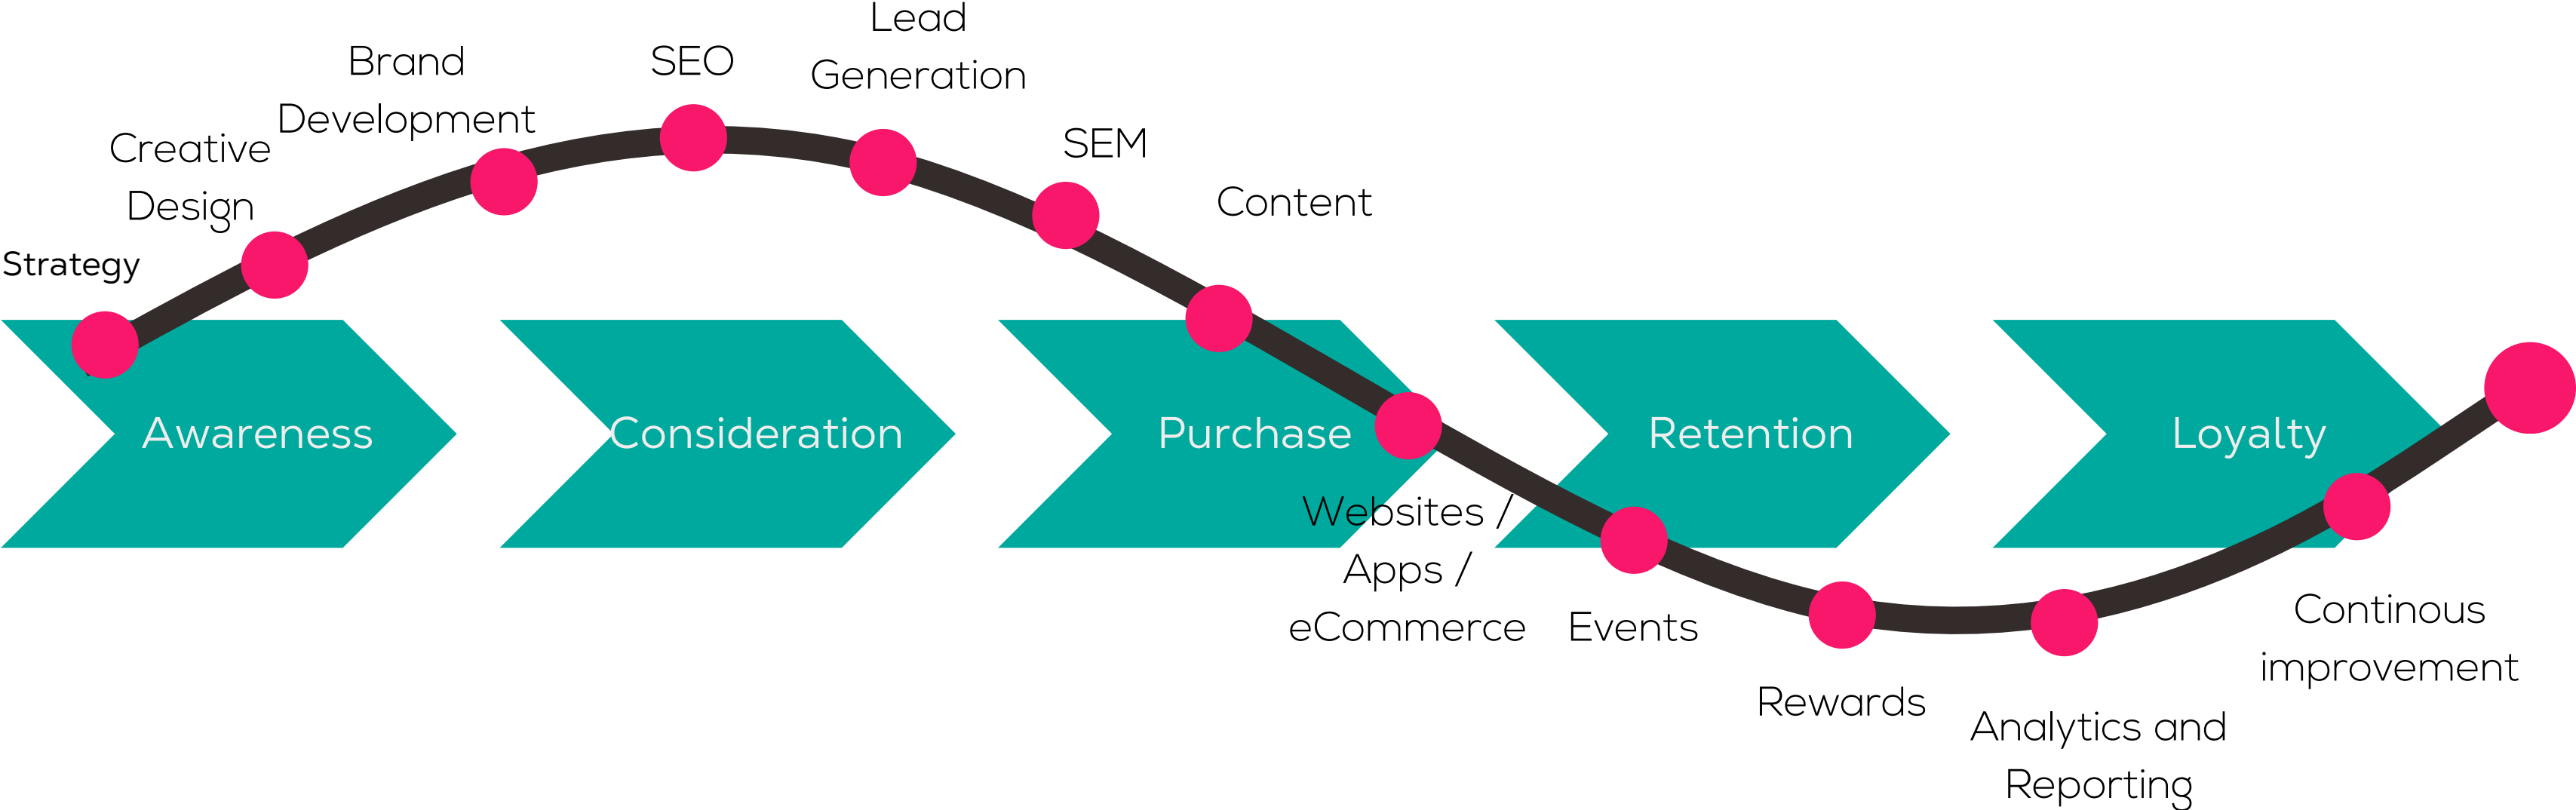 Strategy
Creative
Design
Brand
Development
SEO
Lead
Generation
SEM
Content
Awareness
Consideration
Purchase
Retention
Loyalty
Websites /
Apps /
eCommerce
Events
Rewards
Analytics and
Reporting
Continous
improvement